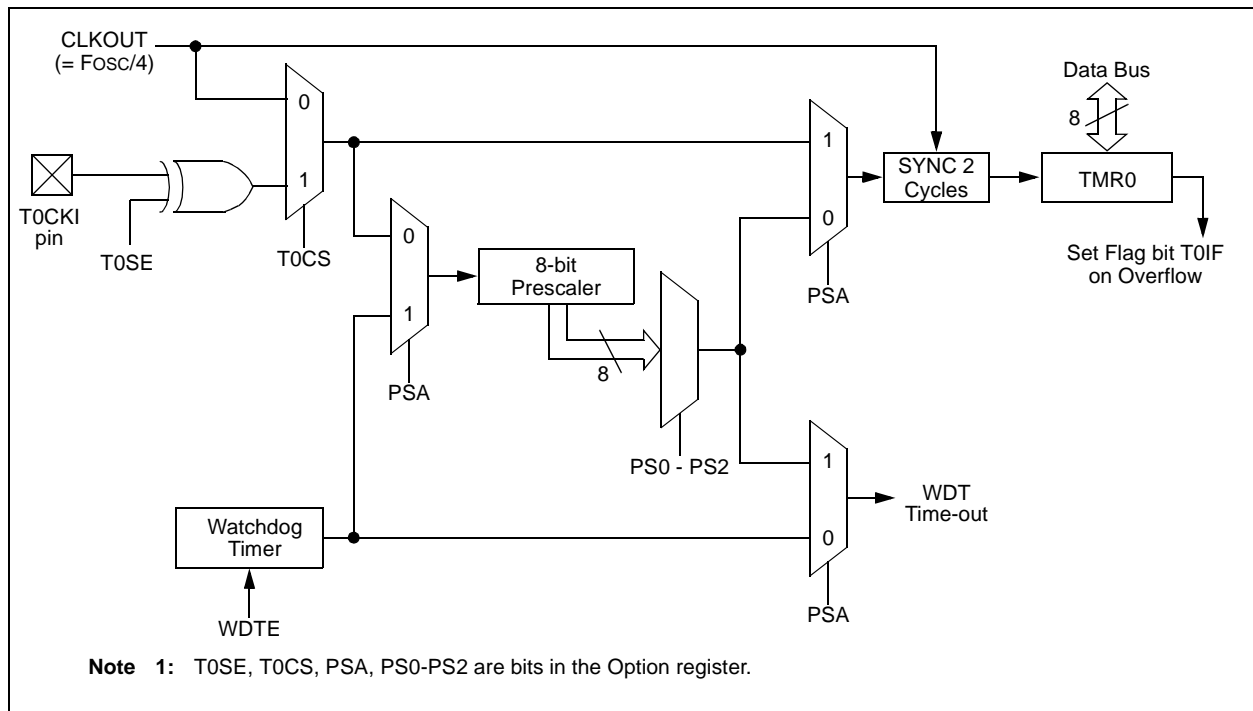 CLKOUT
(= FOSC/4)
Data Bus
8
0
1
T0CKI
pin
T0SE
T0CS
1
0
PSA
SYNC 2
Cycles
TMR0
Set Flag bit T0IF
on Overflow
0
1
PSA
8-bit
Prescaler
8
PS0 - PS2
1
0
PSA
WDT
Time-out
Watchdog
Timer
WDTE
Note 1: T0SE, T0CS, PSA, PS0-PS2 are bits in the Option register.